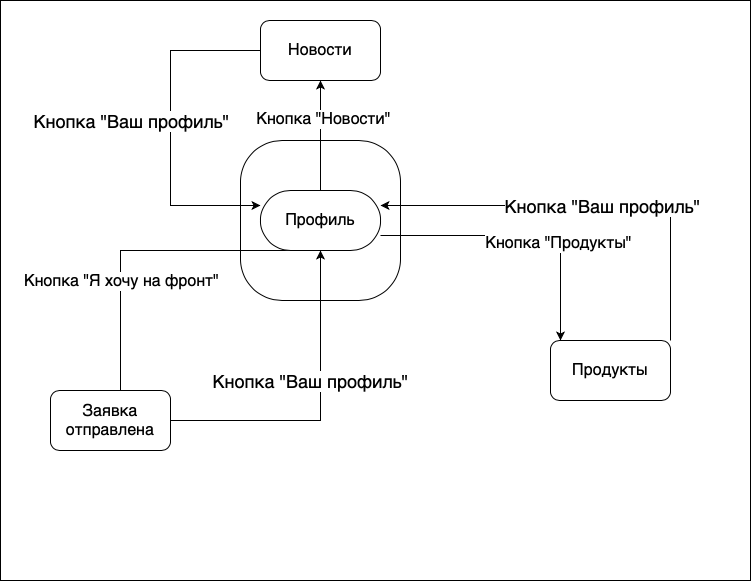 Новости
Кнопка "Ваш профиль"
Кнопка "Новости"
Профиль
Кнопка "Ваш профиль"
Кнопка "Продукты"
Кнопка "Я хочу на фронт"
Продукты
Кнопка "Ваш профиль"
Заявка
отправлена